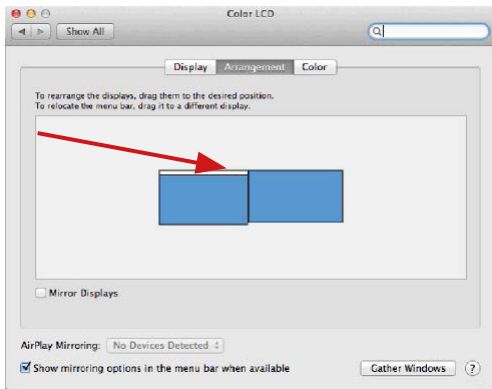 Color LCD
Show All
Display Arrangement Color
To rearrange the displays, drag them to the desired position.
To relocate the menu bar, drag it to a different display.
Mirror Displays
AirPlay Mirroring: No Devices Detected
Show mirroring options in the menu bar when available
Gather Windows ?